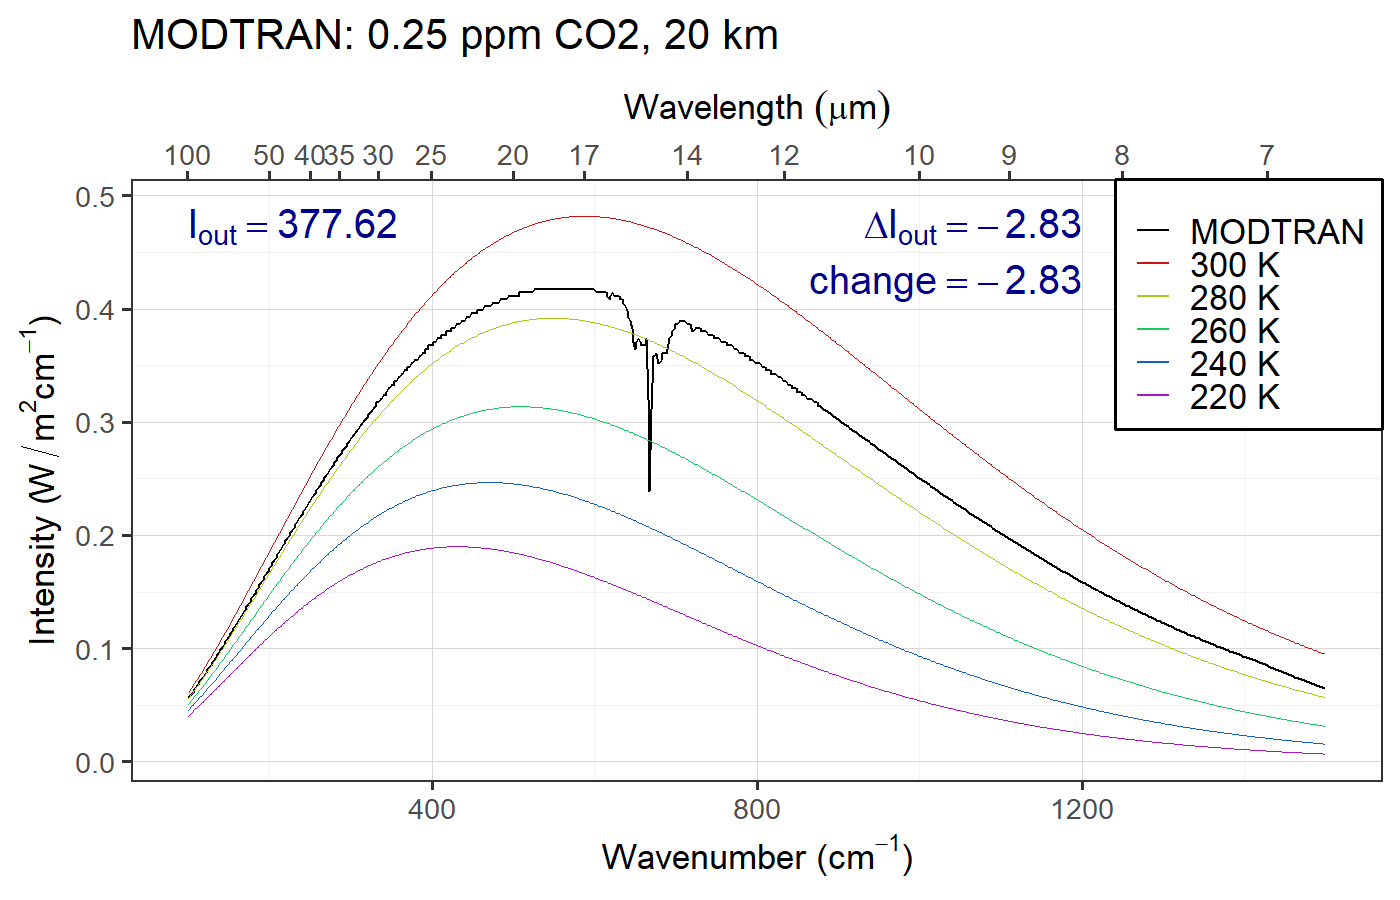 MODTRAN: 0.25 ppm CO2, 20 km
Wavelength (μm)
100 50 40 35 30 25 20 17 14 12 10 9 8 7
I_out = 377.62
ΔI_out = −2.83
change = −2.83
MODTRAN
300 K
280 K
260 K
240 K
220 K
Intensity (W/m²cm⁻¹)
0.5
0.4
0.3
0.2
0.1
0.0
400 800 1200
Wavenumber (cm⁻¹)